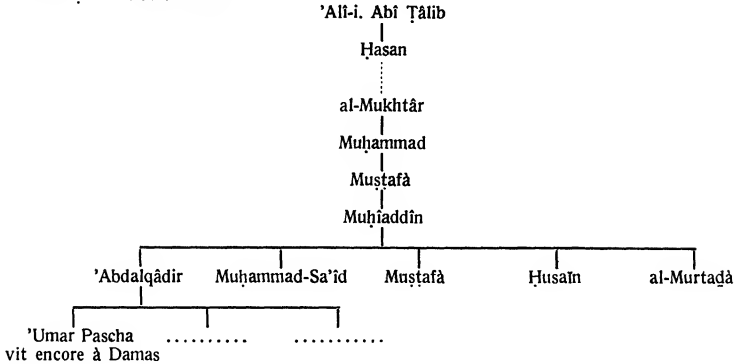 'Alî-i. Abî Ṭâlib
Ḥasan
al-Mukhtâr
Muḥammad
Muṣṭafà
Muḥîaddîn
'Abdalqâdir Muḥammad-Sa'îd Muṣṭafà Ḥusaîn al-Murtaḍà
'Umar Pascha .......... ...........
vit encore à Damas